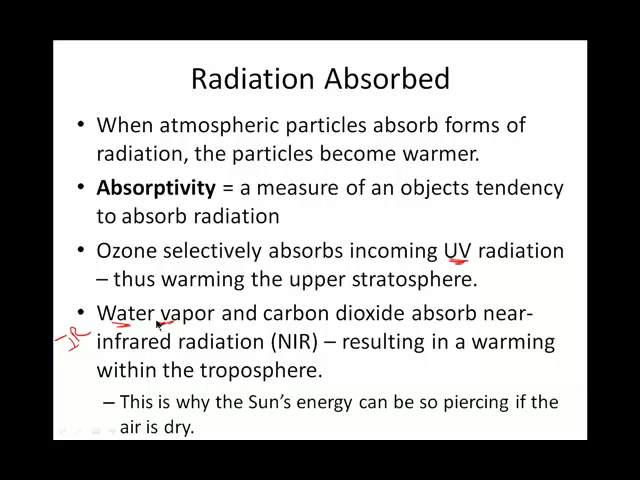 Radiation Absorbed
• When atmospheric particles absorb forms of
radiation, the particles become warmer.
• Absorptivity = a measure of an objects tendency
to absorb radiation
• Ozone selectively absorbs incoming UV radiation
– thus warming the upper stratosphere.
• Water vapor and carbon dioxide absorb near-
IR
infrared radiation (NIR) – resulting in a warming
within the troposphere.
– This is why the Sun's energy can be so piercing if the
air is dry.